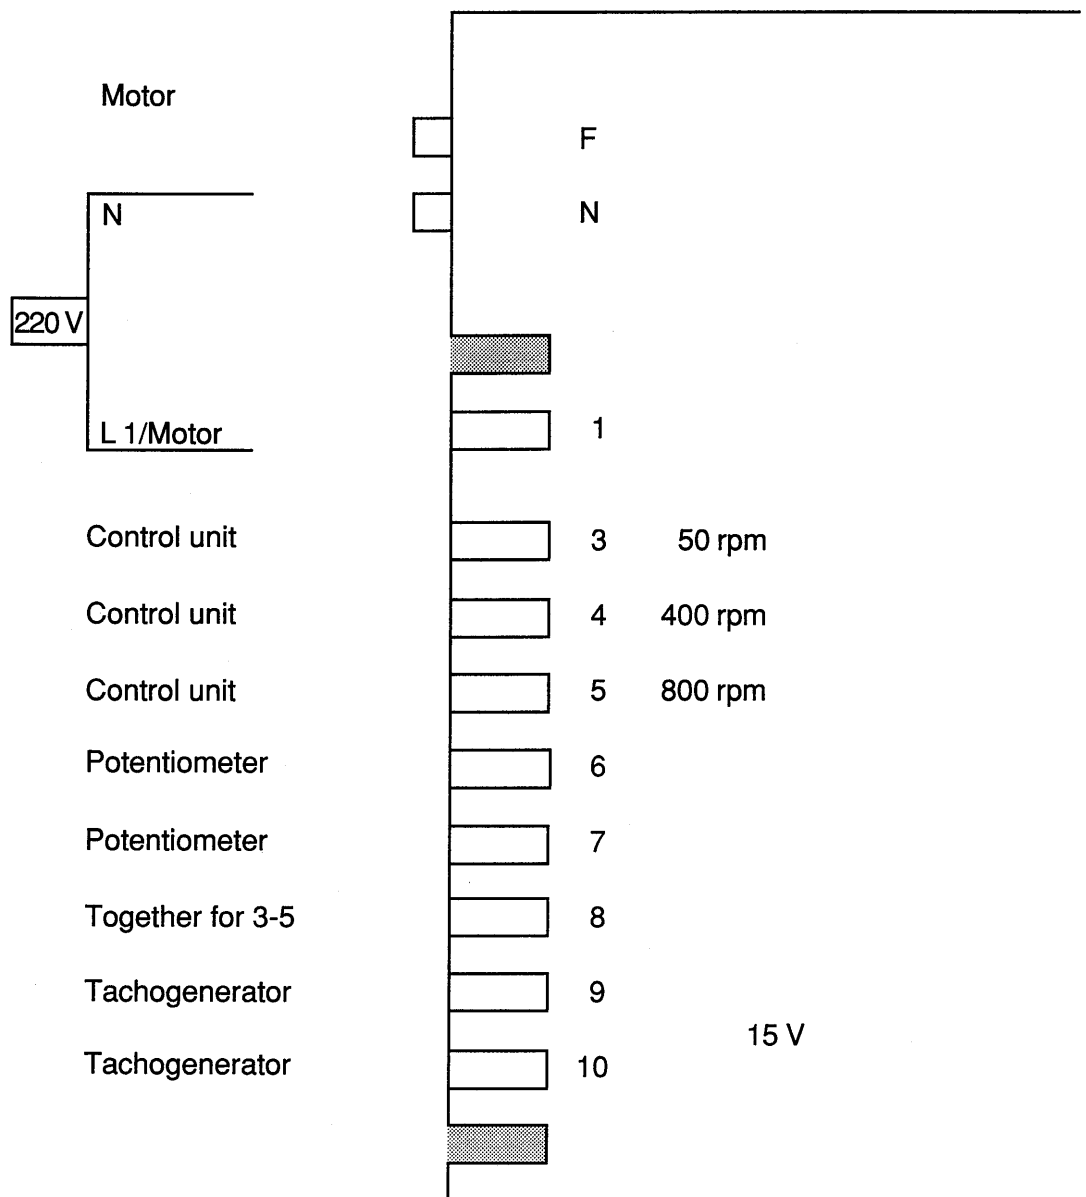 Motor
F
N
N
220 V
L 1/Motor
1
Control unit 3 50 rpm
Control unit 4 400 rpm
Control unit 5 800 rpm
Potentiometer 6
Potentiometer 7
Together for 3-5 8
Tachogenerator 9
15 V
Tachogenerator 10